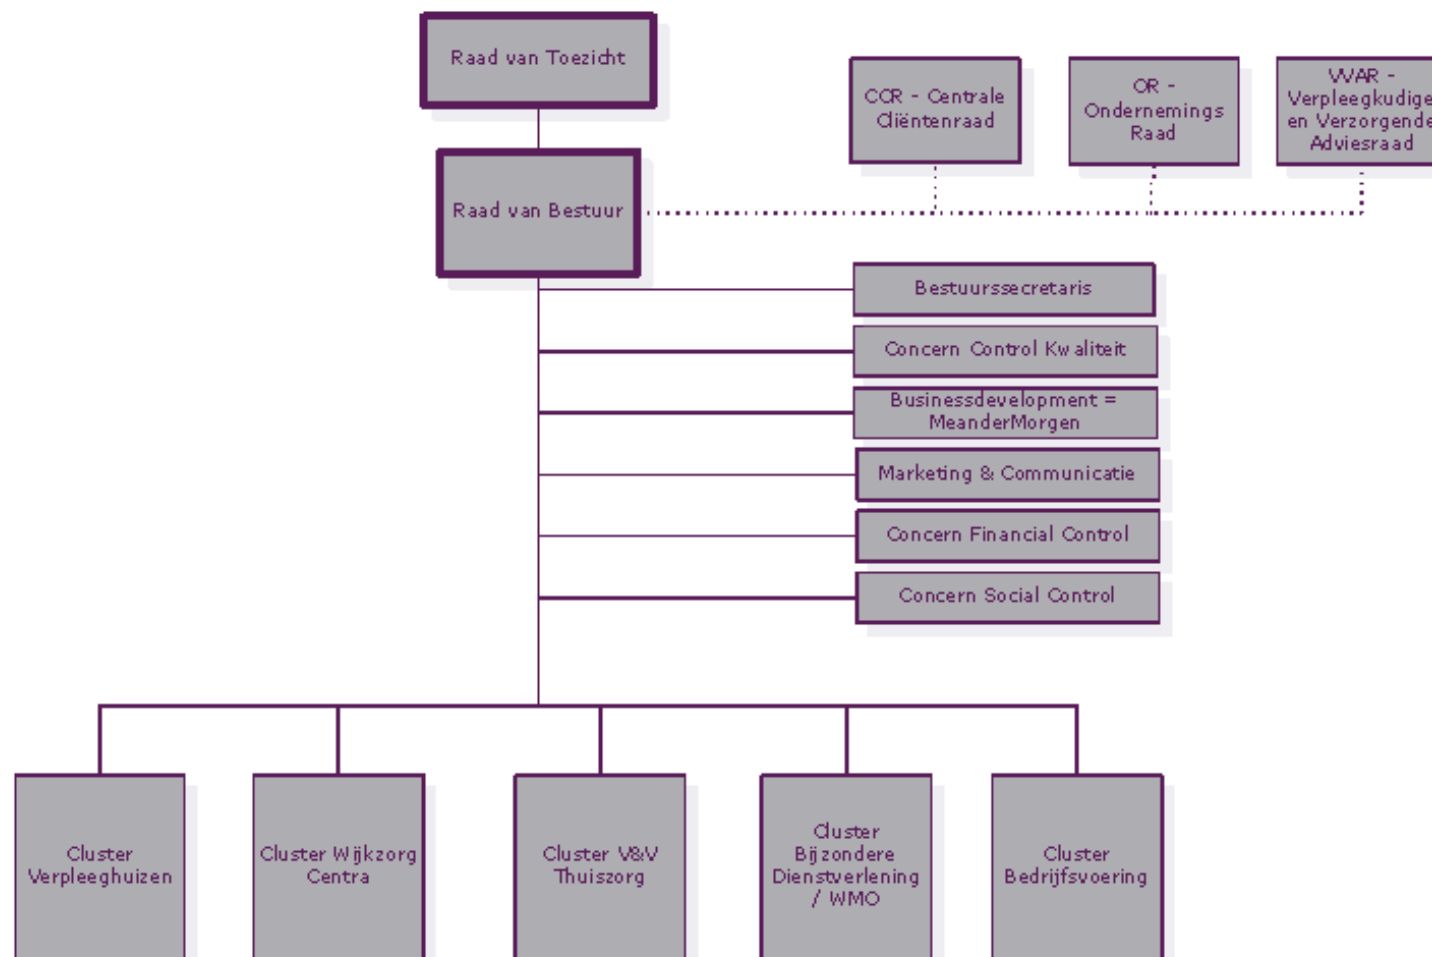 Raad van Toezicht
CCR - Centrale
Cliëntenraad
OR -
Ondernemings
Raad
VVAR -
Verpleegkudige
en Verzorgende
Adviesraad
Raad van Bestuur
Bestuurssecretaris
Concern Control Kwaliteit
Businessdevelopment =
MeanderMorgen
Marketing & Communicatie
Concern Financial Control
Concern Social Control
Cluster
Verpleeghuizen
Cluster Wijkzorg
Centra
Cluster V&V
Thuiszorg
Cluster
Bijzondere
Dienstverlening
/ WMO
Cluster
Bedrijfsvoering